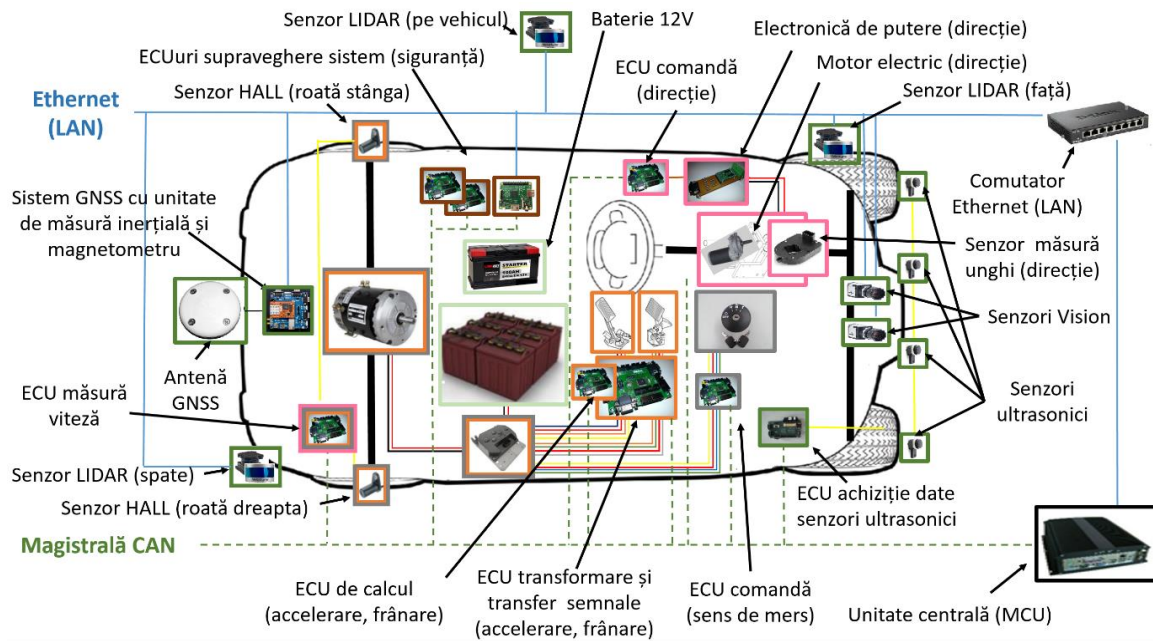 Senzor LIDAR (pe vehicul)
Baterie 12V
Electronică de putere (direcție)
ECUuri supraveghere sistem (siguranță)
ECU comandă
(direcție)
Motor electric (direcție)
Senzor HALL (roată stânga)
Senzor LIDAR (față)
Ethernet
(LAN)
Sistem GNSS cu unitate
de măsură inerțială și
magnetometru
Comutator
Ethernet (LAN)
STARTER
Senzor măsură
unghi (direcție)
Senzori Vision
Antenă
GNSS
ECU măsură
viteză
Senzori
ultrasonici
Senzor LIDAR (spate)
Senzor HALL (roată dreapta)
ECU achiziție date
senzori ultrasonici
Magistrală CAN
ECU de calcul
(accelerare, frânare)
ECU transformare și
transfer semnale
(accelerare, frânare)
ECU comandă
(sens de mers)
Unitate centrală (MCU)